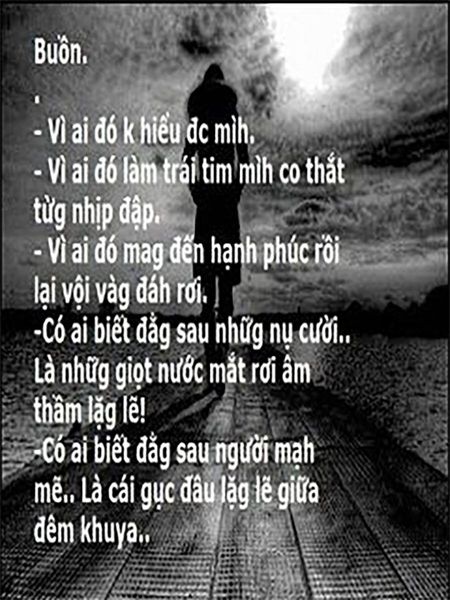 Buồn.
.
- Vì ai đó k hiểu đc mìh.
- Vì ai đó làm trái tim mìh co thắt
từg nhịp đập.
- Vì ai đó mag đến hạnh phúc rồi
lại vội vàg đáh rơi.
-Có ai biết đằg sau nhữg nụ cười..
Là nhữg giọt nước mắt rơi âm
thầm lặg lẽ!
-Có ai biết đằg sau người mạh
mẽ.. Là cái gục đầu lặg lẽ giữa
đêm khuya..